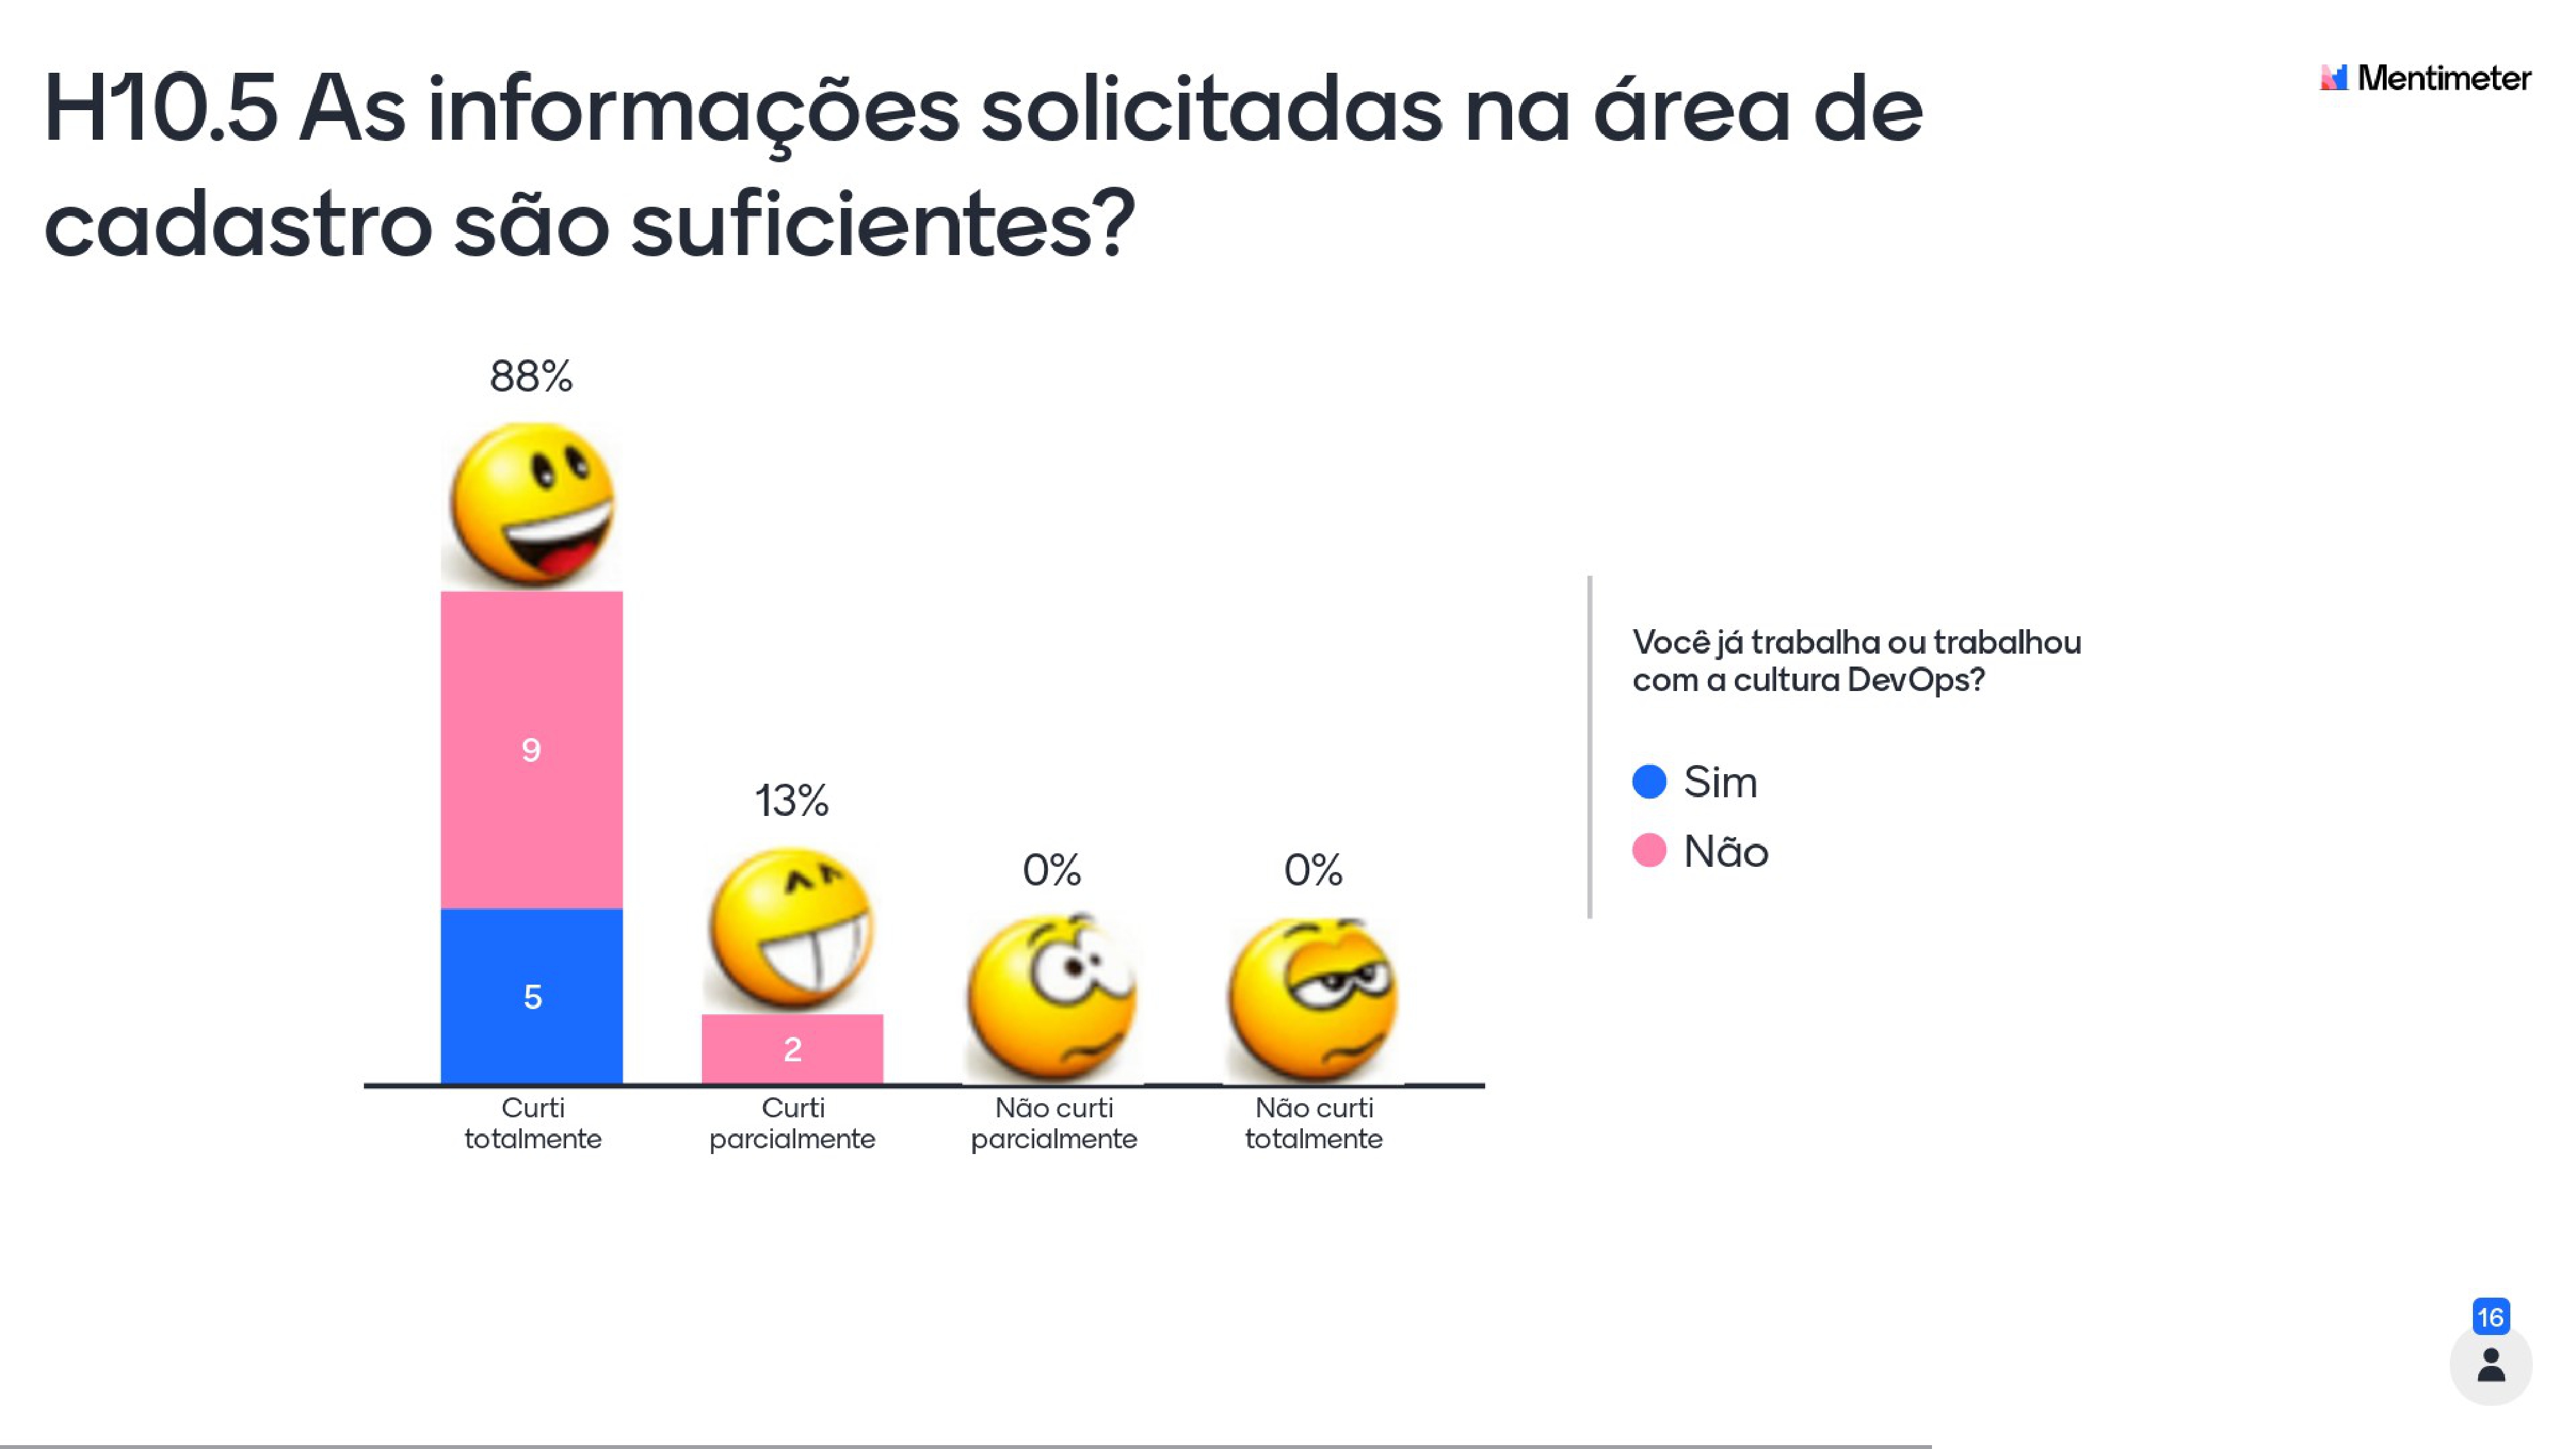 H10.5 As informações solicitadas na área de
cadastro são suficientes?
Mentimeter
88%
9
5
13%
2
0%
0%
Curti
totalmente
Curti
parcialmente
Não curti
parcialmente
Não curti
totalmente
Você já trabalha ou trabalhou
com a cultura DevOps?
Sim
Não
16